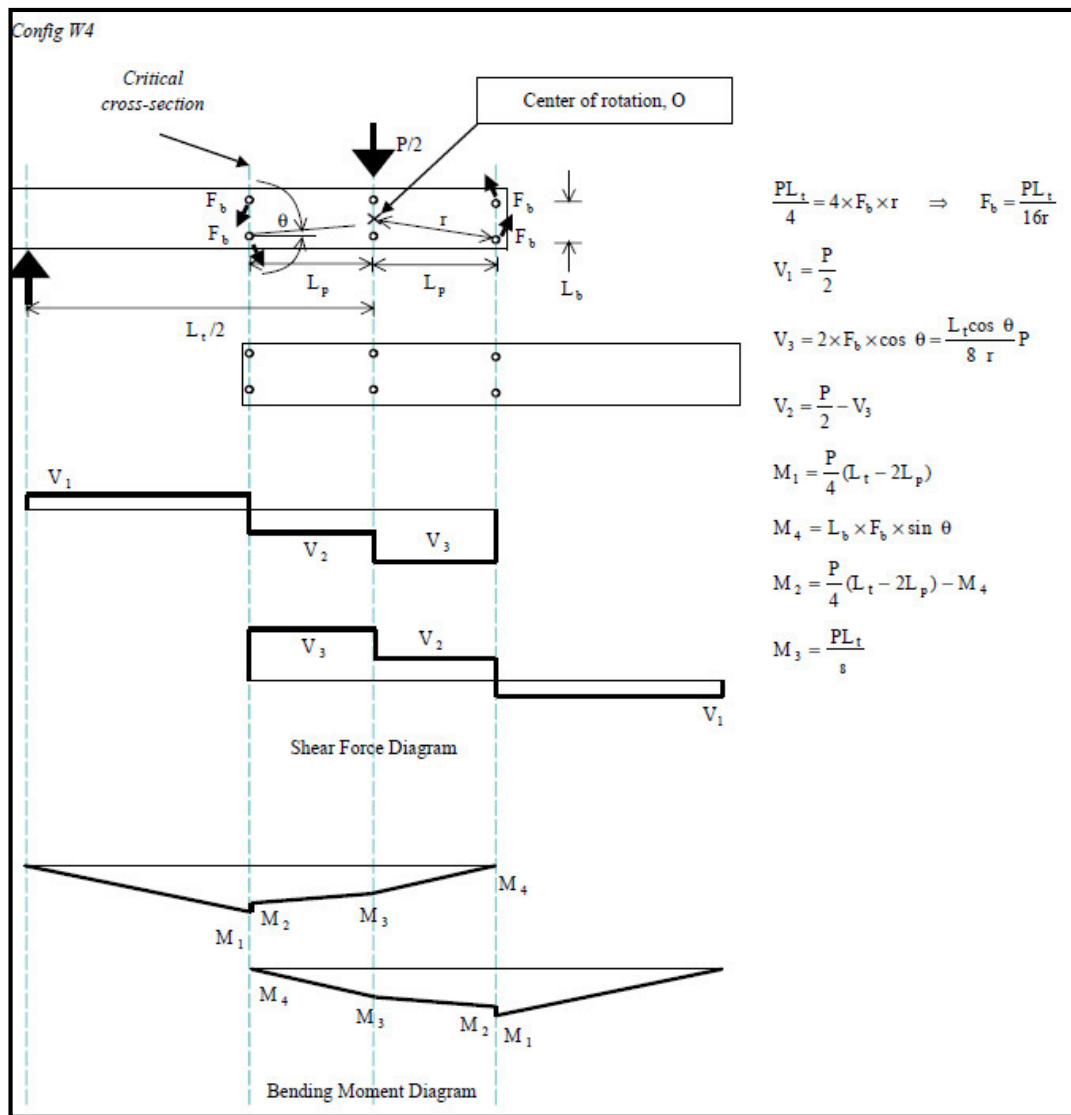 Config W4
Critical
cross-section
Center of rotation, O
P/2
F_b
F_b
θ
r
F_b
F_b
L_p
L_p
L_b
L_t/2
PL_t/4 = 4×F_b×r ⇒ F_b = PL_t/16r
V_1 = P/2
V_3 = 2×F_b×cos θ = L_t cos θ/8 r P
V_2 = P/2 − V_3
M_1 = P/4 (L_t − 2L_p)
M_4 = L_b×F_b×sin θ
M_2 = P/4 (L_t − 2L_p) − M_4
M_3 = PL_t/s
V_1
V_2
V_3
V_3
V_2
V_1
Shear Force Diagram
M_1
M_2
M_3
M_4
M_4
M_3
M_2
M_1
Bending Moment Diagram